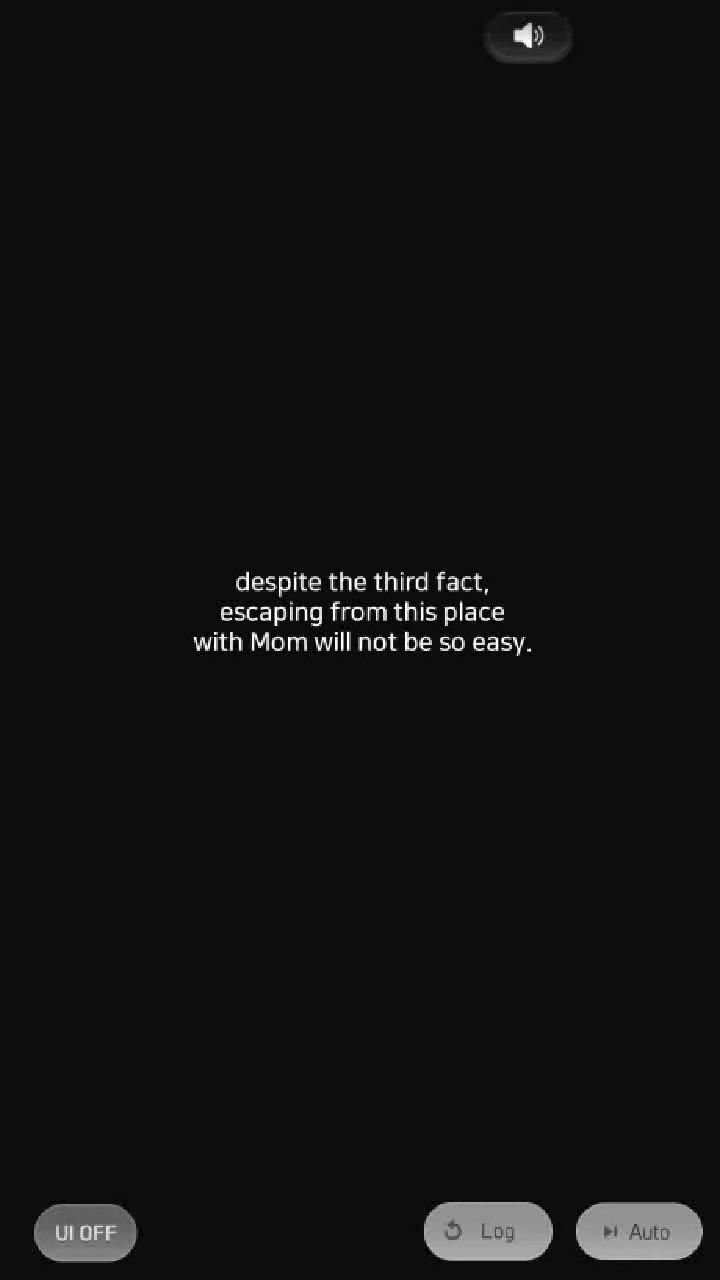 despite the third fact,
escaping from this place
with Mom will not be so easy.
UI OFF
Log
Auto